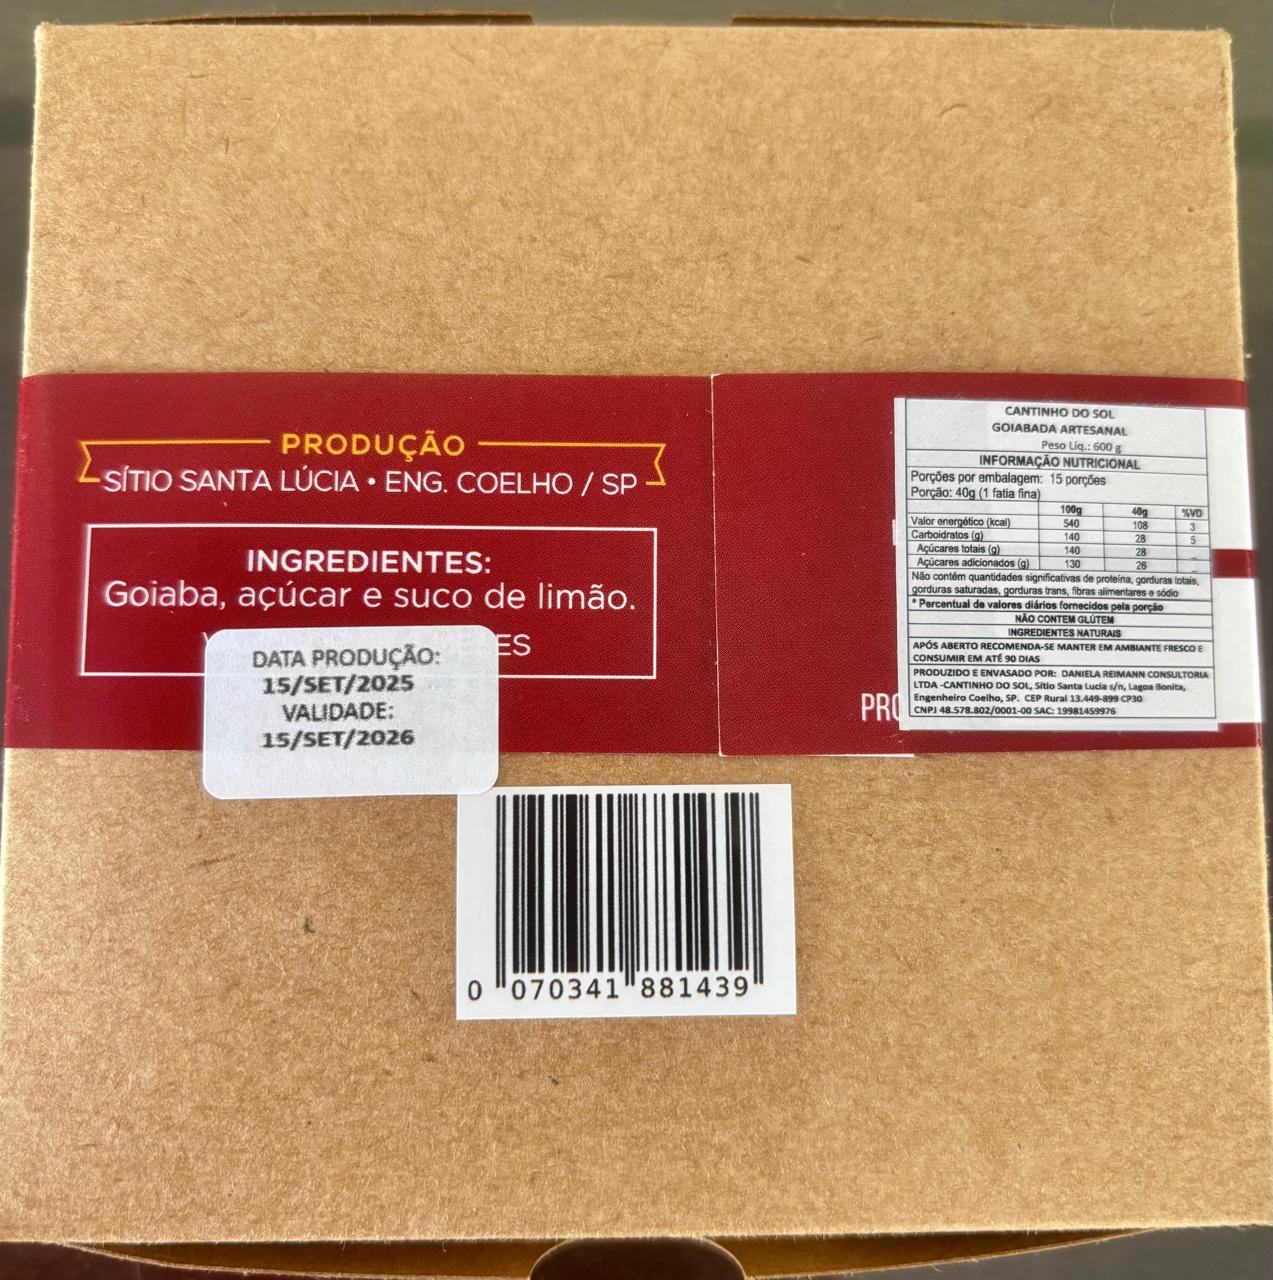 PRODUÇÃO
SÍTIO SANTA LÚCIA • ENG. COELHO / SP
INGREDIENTES:
Goiaba, açúcar e suco de limão.
ES
DATA PRODUÇÃO:
15/SET/2025
VALIDADE:
15/SET/2026
PRO
CANTINHO DO SOL
GOIABADA ARTESANAL
Peso Líq.: 600 g
INFORMAÇÃO NUTRICIONAL
Porções por embalagem: 15 porções
Porção: 40g (1 fatia fina)
100g 40g %VD
Valor energético (kcal) 540 108 3
Carboidratos (g) 140 28 5
Açúcares totais (g) 140 28
Açúcares adicionados (g) 130 26
Não contém quantidades significativas de proteína, gorduras totais,
gorduras saturadas, gorduras trans, fibras alimentares e sódio
* Percentual de valores diários fornecidos pela porção
NÃO CONTEM GLÚTEM
INGREDIENTES NATURAIS
APÓS ABERTO RECOMENDA-SE MANTER EM AMBIANTE FRESCO E
CONSUMIR EM ATÉ 90 DIAS
PRODUZIDO E ENVASADO POR: DANIELA REIMANN CONSULTORIA
LTDA -CANTINHO DO SOL, Sítio Santa Lucia s/n, Lagoa Bonita,
Engenheiro Coelho, SP. CEP Rural 13.449-899 CP30
CNPJ 48.578.802/0001-00 SAC: 19981459976
0 070341 881439